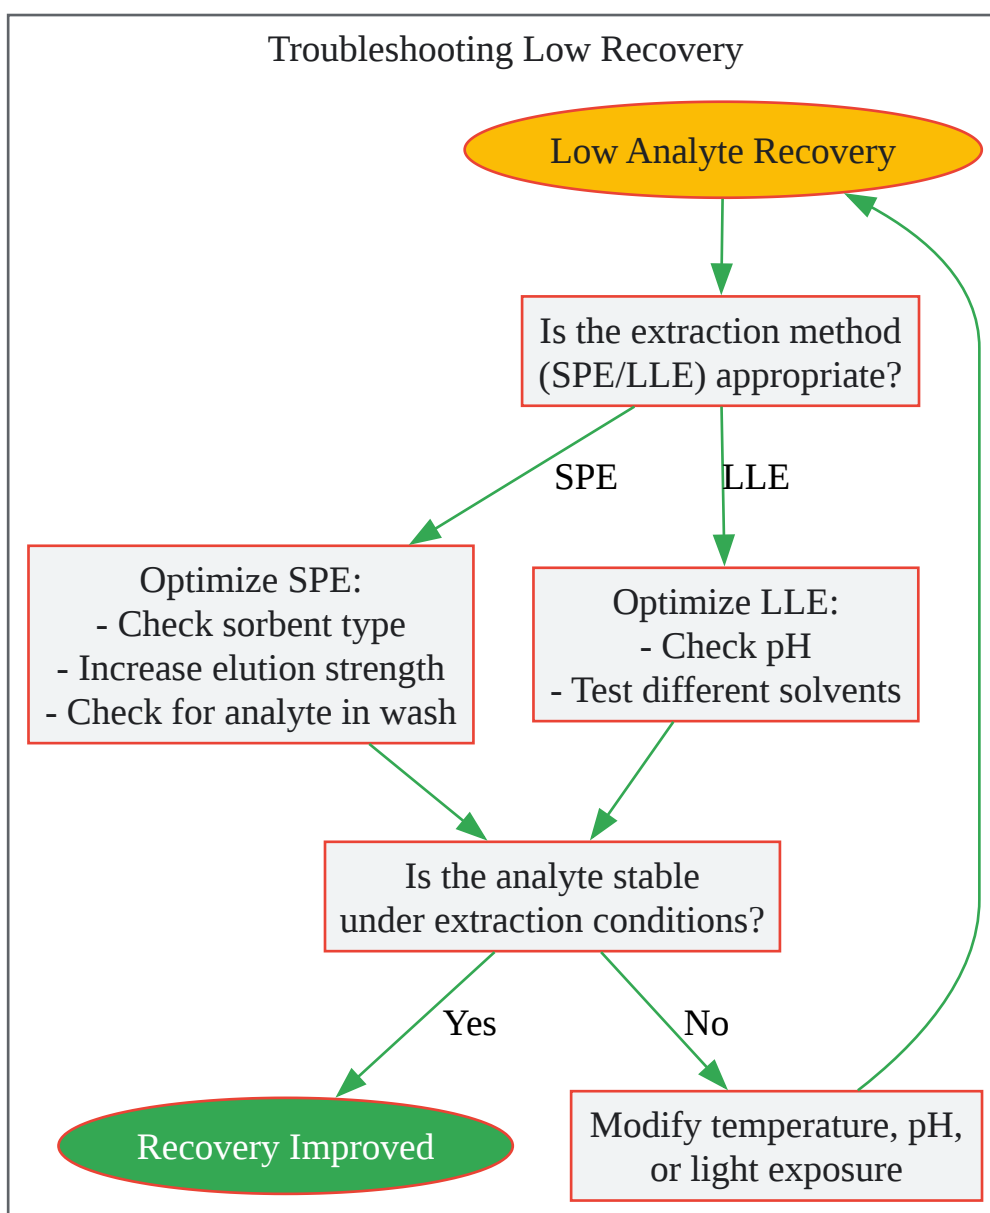 Troubleshooting Low Recovery
Low Analyte Recovery
Is the extraction method
(SPE/LLE) appropriate?
SPE
LLE
Optimize SPE:
- Check sorbent type
- Increase elution strength
- Check for analyte in wash
Optimize LLE:
- Check pH
- Test different solvents
Is the analyte stable
under extraction conditions?
Yes
No
Recovery Improved
Modify temperature, pH,
or light exposure